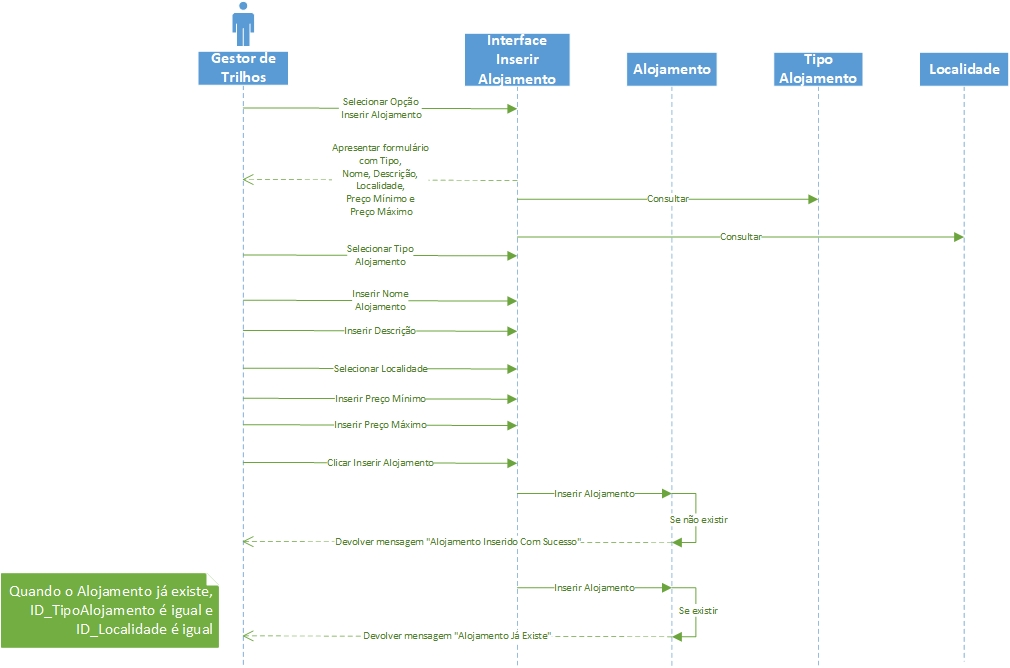 Gestor de
Trilhos
Interface
Inserir
Alojamento
Alojamento
Tipo
Alojamento
Localidade
Selecionar Opção
Inserir Alojamento
Apresentar formulário
com Tipo,
Nome, Descrição,
Localidade,
Preço Mínimo e
Preço Máximo
Consultar
Consultar
Selecionar Tipo
Alojamento
Inserir Nome
Alojamento
Inserir Descrição
Selecionar Localidade
Inserir Preço Mínimo
Inserir Preço Máximo
Clicar Inserir Alojamento
Inserir Alojamento
Se não existir
Devolver mensagem "Alojamento Inserido Com Sucesso"
Quando o Alojamento já existe,
ID_TipoAlojamento é igual e
ID_Localidade é igual
Inserir Alojamento
Se existir
Devolver mensagem "Alojamento Já Existe"